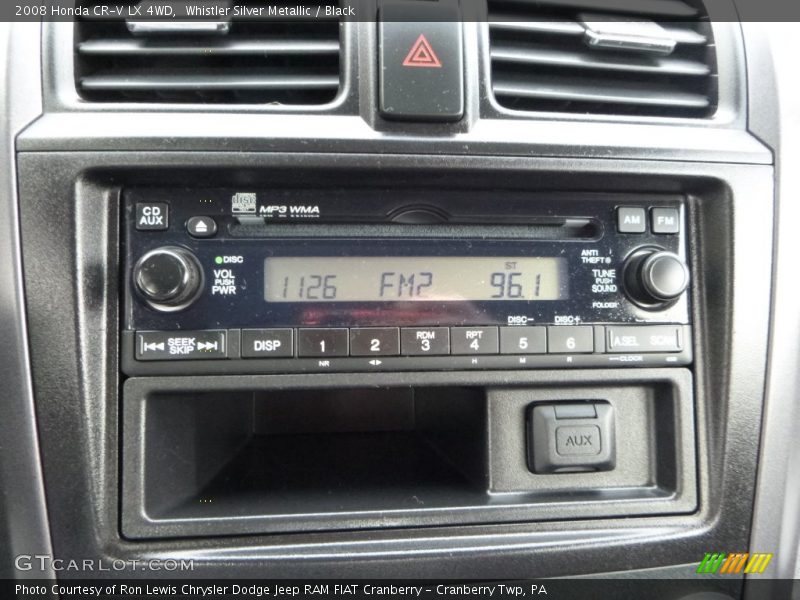 2008 Honda CR-V LX 4WD, Whistler Silver Metallic / Black
CD AUX
disc
MP3 WMA
AM
FM
DISC
VOL
PUSH
PWR
1126 FM2 ST 96.1
ANTI
THEFT
TUNE
PUSH
SOUND
FOLDER
DISC-
DISC+
SEEK
SKIP
DISP
1
2
RDM
3
RPT
4
5
6
A.SEL SCAN
NR
H
M
R
CLOCK
AUX
GTCARLOT.COM
Photo Courtesy of Ron Lewis Chrysler Dodge Jeep RAM FIAT Cranberry - Cranberry Twp, PA